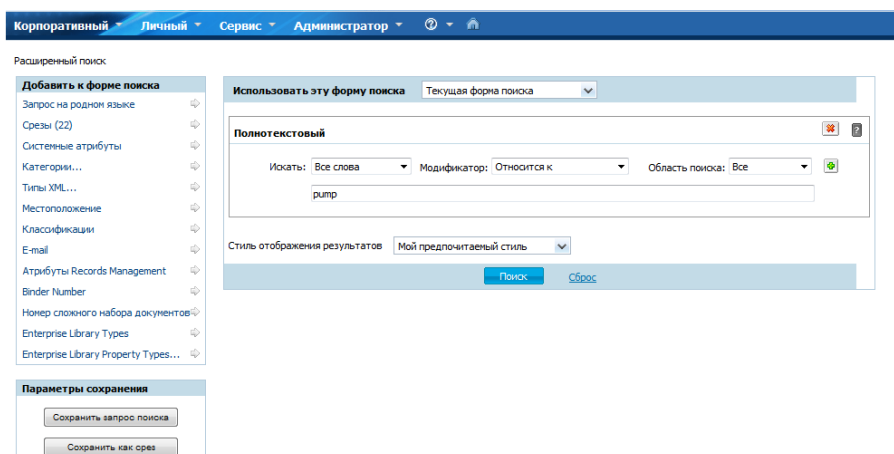 Корпоративный Личный Сервис Администратор
Расширенный поиск
Добавить к форме поиска
Запрос на родном языке
Срезы (22)
Системные атрибуты
Категории...
Типы XML...
Местоположение
Классификации
E-mail
Атрибуты Records Management
Binder Number
Номер сложного набора документов
Enterprise Library Types
Enterprise Library Property Types...
Параметры сохранения
Сохранить запрос поиска
Сохранить как срез
Использовать эту форму поиска Текущая форма поиска
Полнотекстовый
Искать: Все слова Модификатор: Относится к Область поиска: Все
pump
Стиль отображения результатов Мой предпочитаемый стиль
Поиск Сброс